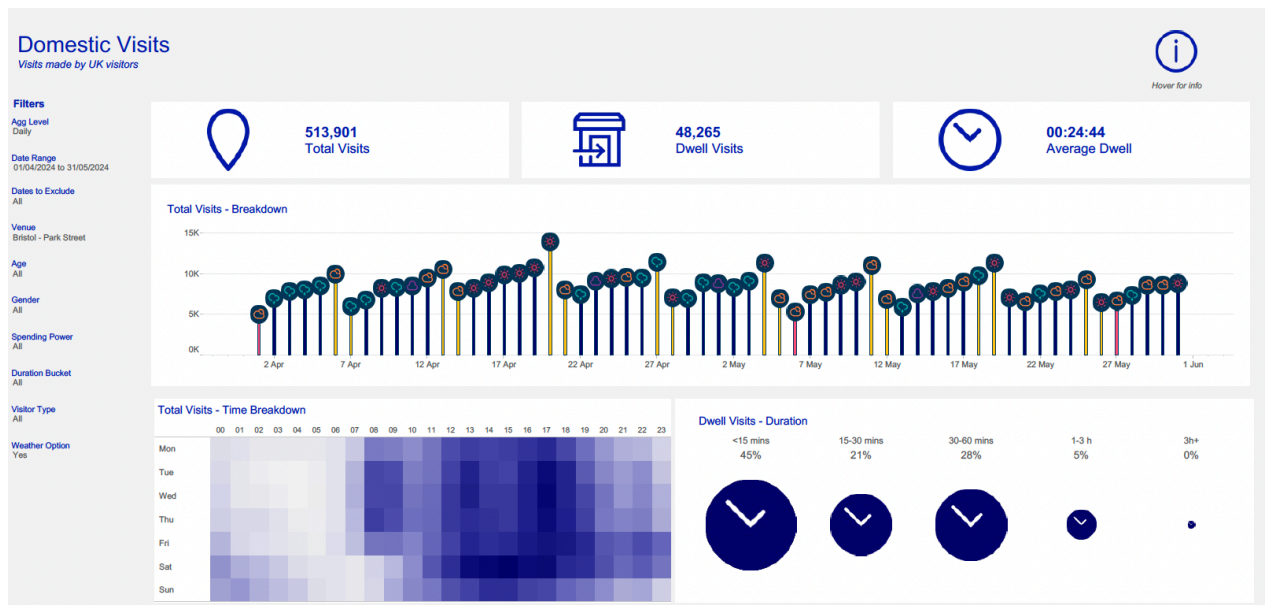 Domestic Visits
Visits made by UK visitors
Hover for info
Filters
Agg Level
Daily
Date Range
01/04/2024 to 31/05/2024
Dates to Exclude
All
Venue
Bristol - Park Street
Age
All
Gender
All
Spending Power
All
Duration Bucket
All
Visitor Type
All
Weather Option
Yes
513,901
Total Visits
48,265
Dwell Visits
00:24:44
Average Dwell
Total Visits - Breakdown
15K
10K
5K
0K
2 Apr 7 Apr 12 Apr 17 Apr 22 Apr 27 Apr 2 May 7 May 12 May 17 May 22 May 27 May 1 Jun
Total Visits - Time Breakdown
00 01 02 03 04 05 06 07 08 09 10 11 12 13 14 15 16 17 18 19 20 21 22 23
Mon
Tue
Wed
Thu
Fri
Sat
Sun
Dwell Visits - Duration
<15 mins 15-30 mins 30-60 mins 1-3 h 3h+
45% 21% 28% 5% 0%